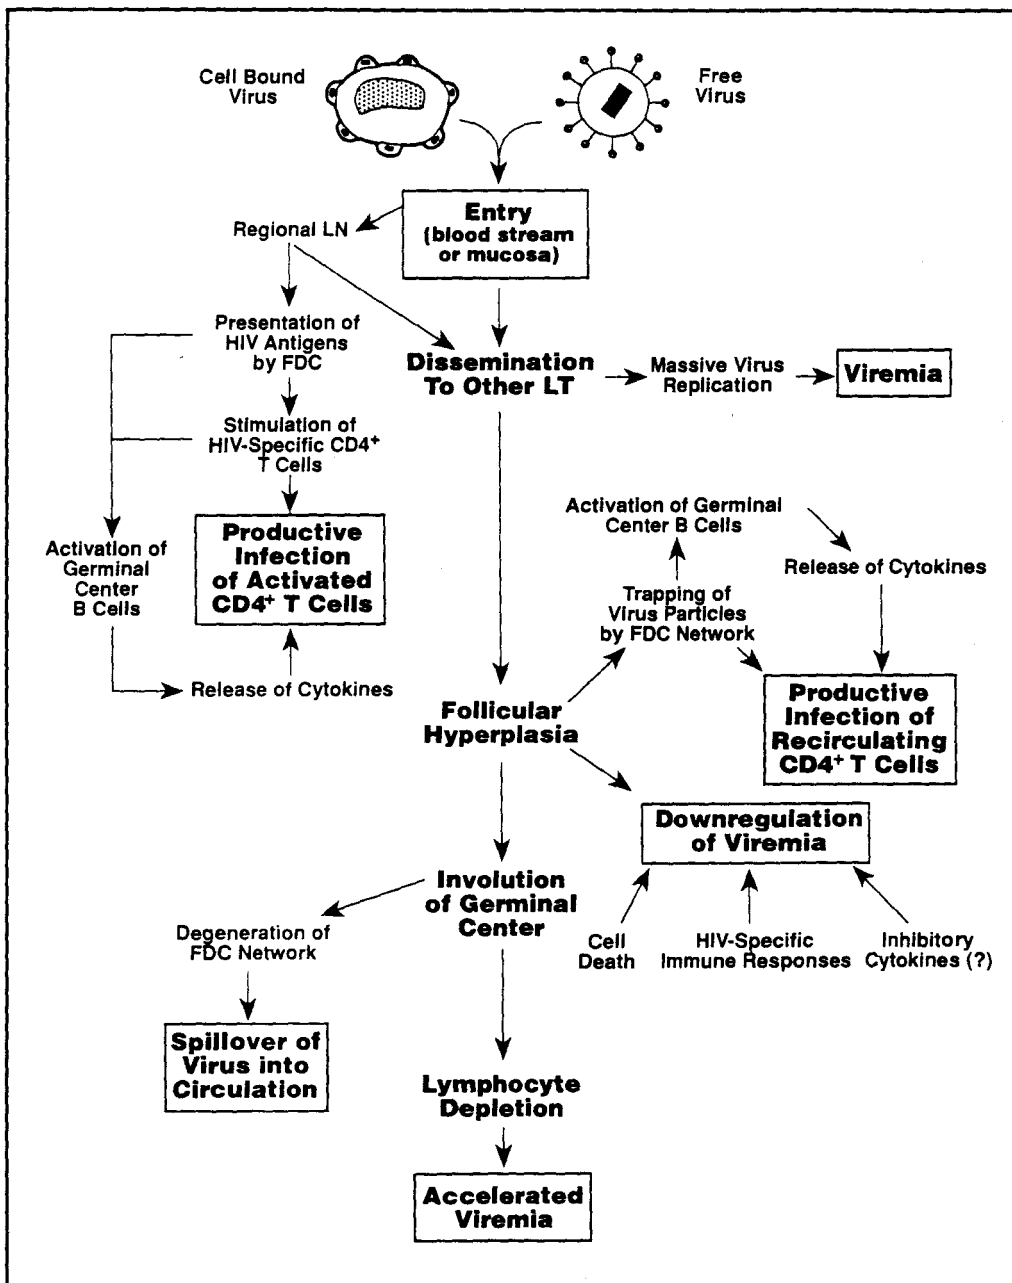 Cell Bound
Virus
Free
Virus
Entry
(blood stream
or mucosa)
Regional LN
Presentation of
HIV Antigens
by FDC
Dissemination
To Other LT
Massive Virus
Replication
Viremia
Stimulation of
HIV-Specific CD4⁺
T Cells
Productive
Infection
of Activated
CD4⁺ T Cells
Activation of
Germinal
Center
B Cells
Release of Cytokines
Activation of Germinal
Center B Cells
Release of Cytokines
Trapping of
Virus Particles
by FDC Network
Productive
Infection of
Recirculating
CD4⁺ T Cells
Follicular
Hyperplasia
Downregulation
of Viremia
Cell
Death
HIV-Specific
Immune Responses
Inhibitory
Cytokines (?)
Involution
of Germinal
Center
Degeneration of
FDC Network
Spillover of
Virus into
Circulation
Lymphocyte
Depletion
Accelerated
Viremia